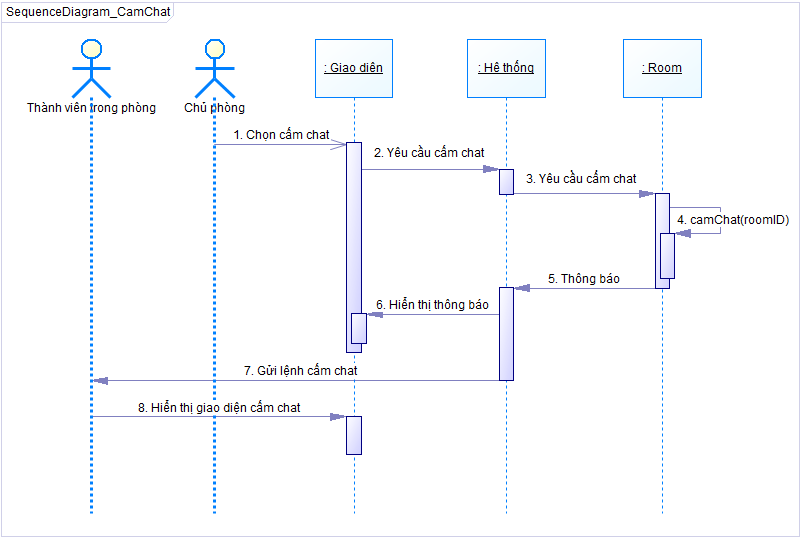 SequenceDiagram_CamChat
: Giao diên
: Hê thống
: Room
Thành viên trong phòng
Chủ phòng
1. Chọn cấm chat
2. Yêu cầu cấm chat
3. Yêu cầu cấm chat
4. camChat(roomID)
5. Thông báo
6. Hiển thị thông báo
7. Gửi lệnh cấm chat
8. Hiển thị giao diện cấm chat